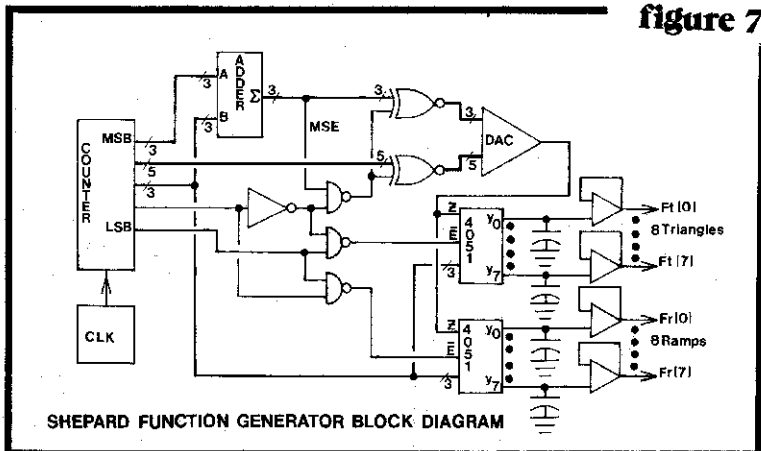 figure 7
ADDER
A
B
Σ
3
3
3
3
MSE
3
3
5
5
DAC
COUNTER
MSB
3
5
3
LSB
CLK
4051
Z
E
3
y0
y7
Ft [0]
8 Triangles
Ft [7]
4051
Z
E
3
y0
y7
Fr[0]
8 Ramps
Fr[7]
SHEPARD FUNCTION GENERATOR BLOCK DIAGRAM